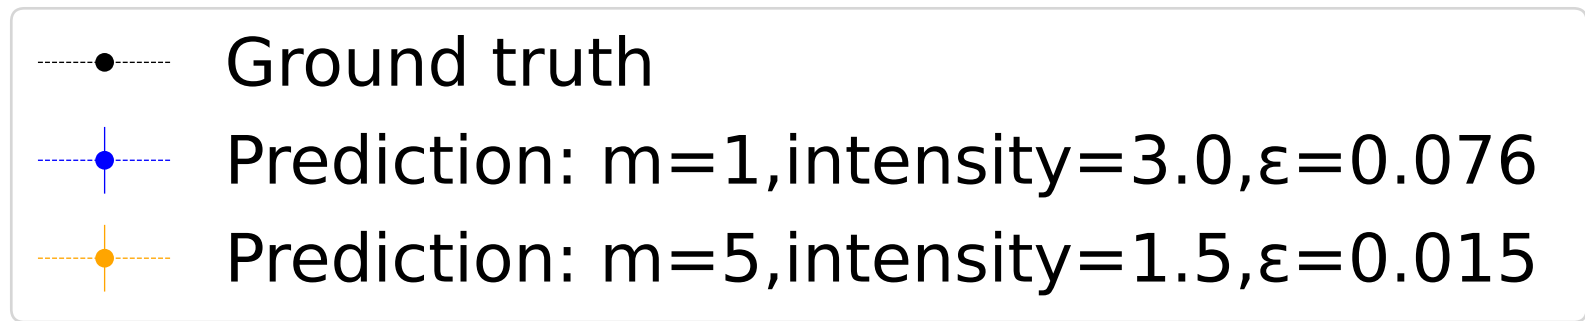 Ground truth
Prediction: m=1,intensity=3.0,ε=0.076
Prediction: m=5,intensity=1.5,ε=0.015